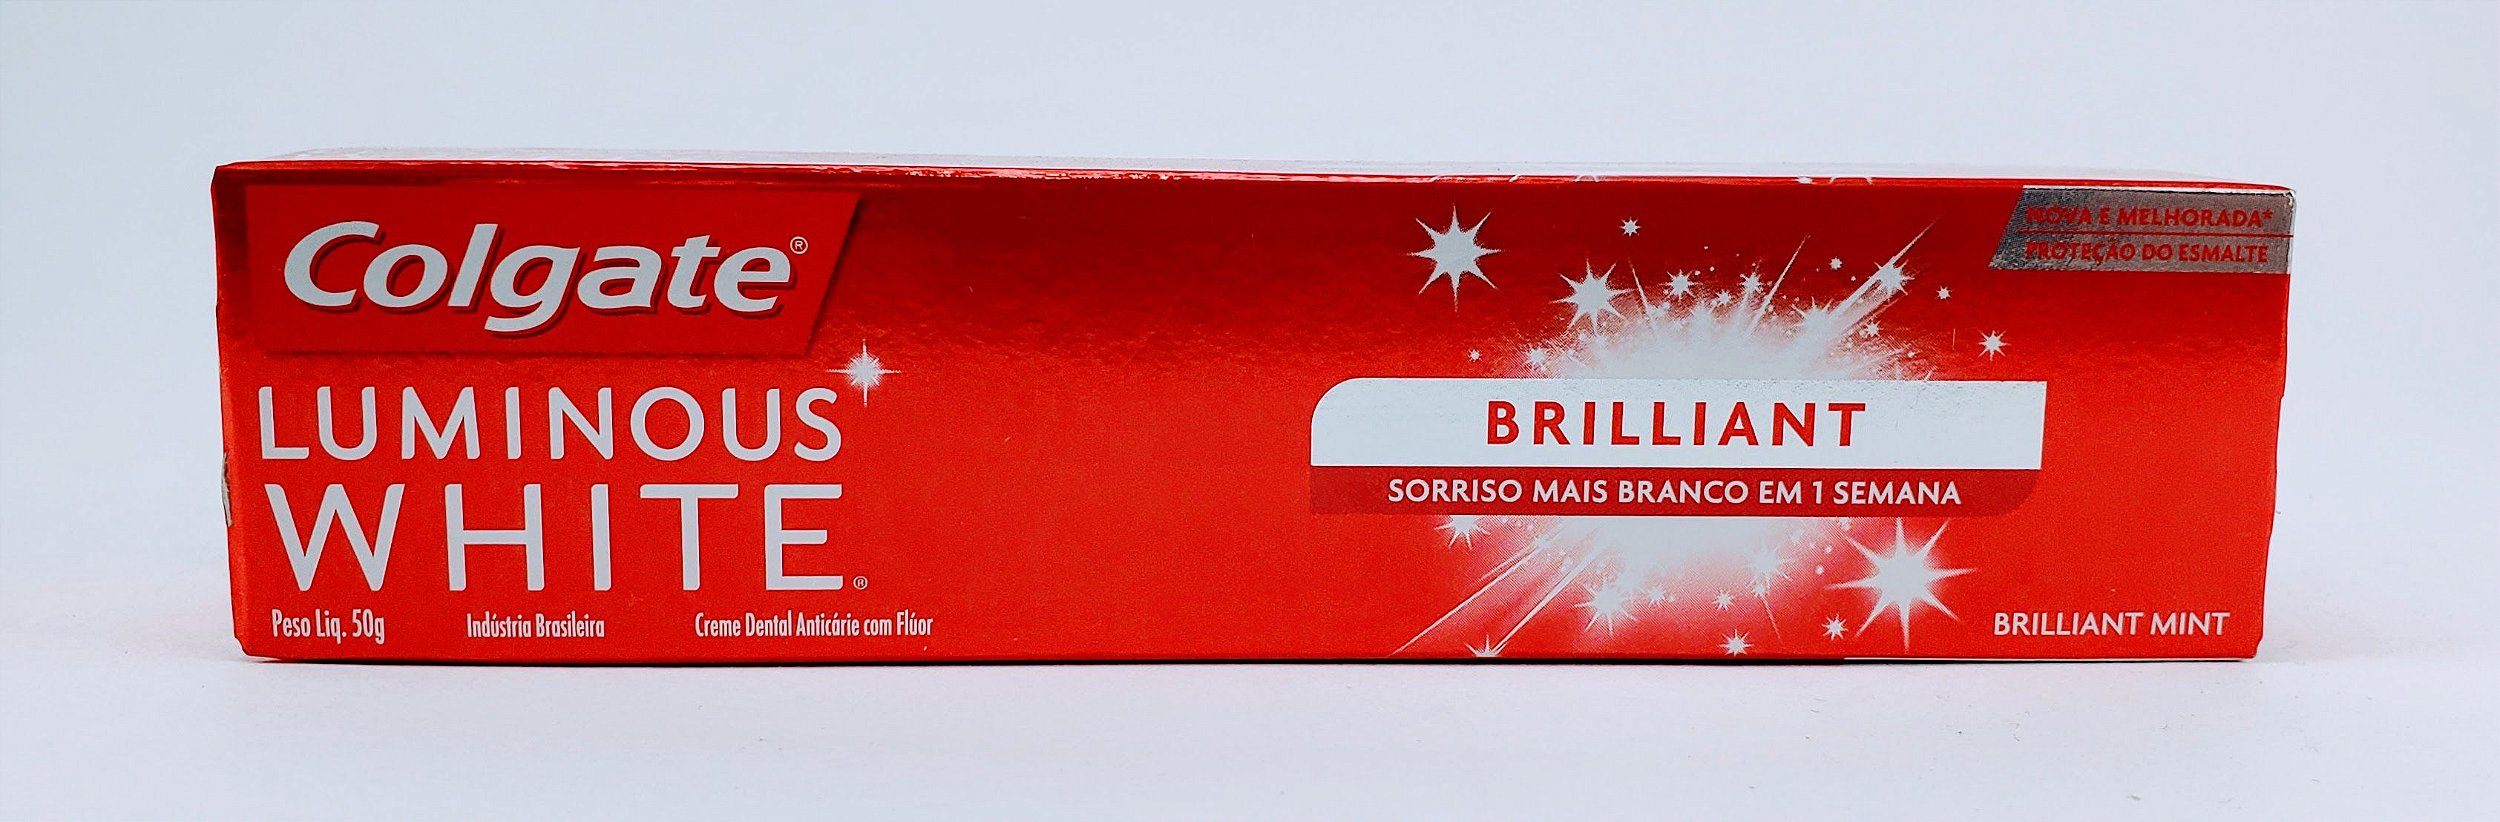 Colgate®
LUMINOUS
WHITE®
Peso Liq. 50g
Indústria Brasileira
Creme Dental Anticárie com Flúor
NOVA E MELHORADA*
PROTEÇÃO DO ESMALTE
BRILLIANT
SORRISO MAIS BRANCO EM 1 SEMANA
BRILLIANT MINT